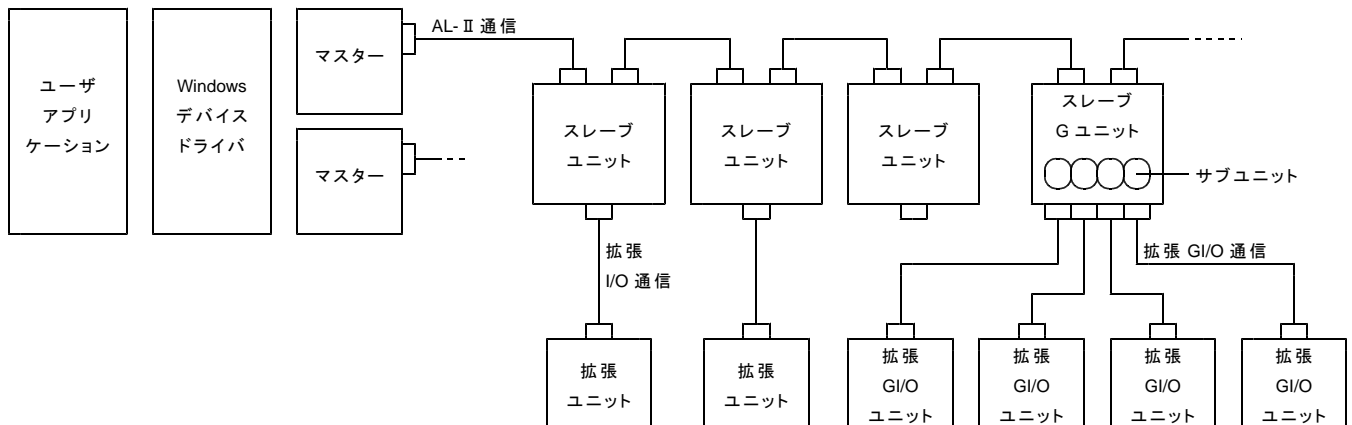 ユーザ
アプリ
ケーション
Windows
デバイス
ドライバ
マスター
マスター
AL-Ⅱ通信
スレーブ
ユニット
スレーブ
ユニット
スレーブ
ユニット
スレーブ
G ユニット
サブユニット
拡張
I/O 通信
拡張 GI/O 通信
拡張
ユニット
拡張
ユニット
拡張
GI/O
ユニット
拡張
GI/O
ユニット
拡張
GI/O
ユニット
拡張
GI/O
ユニット